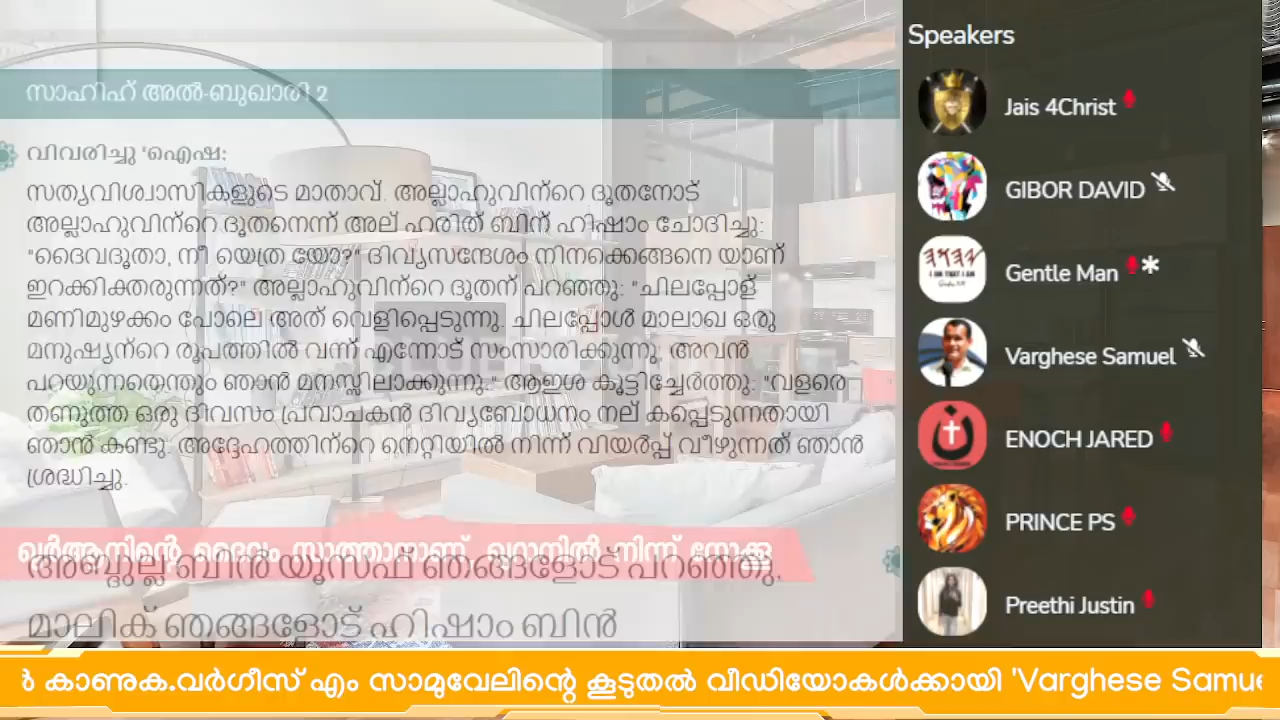 സാഹിഹ് അൽ-ബുഖാരി 2
വിവരിച്ചു 'ഐഷ:
സത്യവിശ്വാസികളുടെ മാതാവ്. അല്ലാഹുവിന്റെ ദൂതനോട്
അല്ലാഹുവിന്റെ ദൂതനെന്ന് അല് ഹരിത് ബിന് ഹിഷാം ചോദിച്ചു:
"ദൈവദൂതാ, നീ യെത്ര യോ?" ദിവ്യസന്ദേശം നിനക്കെങ്ങനെ യാണ്
ഇറക്കിക്തരുന്നത്?" അല്ലാഹുവിന്റെ ദൂതന് പറഞ്ഞു: "ചിലപ്പോള്
മണിമുഴക്കം പോലെ അത് വെളിപ്പെടുന്നു. ചിലപ്പോൾ മാലാഖ ഒരു
മനുഷ്യനറെ രൂപത്തിൽ വന്ന് എന്നോട് സംസാരിക്കുന്നു, അവൻ
പറയുന്നതെന്തും ഞാൻ മനസ്സിലാക്കുന്നു." ആഇശ കൂട്ടിച്ചേർത്തു: "വളരെ
തണുത്ത ഒരു ദിവസം പ്രവാചകൻ ദിവ്യബോധനം നല് കപ്പെടുന്നതായി
ഞാൻ കണ്ടു. അദ്ദേഹത്തിന്റെ നെറ്റിയിൽ നിന്ന് വിയർപ്പ് വീഴുന്നത് ഞാൻ
ശ്രദ്ധിച്ചു.
ഖുർആനിന്റെ ദൈവം സാത്താനാണ്. ഖുറാനിൽ നിന്ന്
അബ്ദുല്ല ബിൻ യൂസഫ് ഞങ്ങളോട് പറഞ്ഞു,
മാലിക് ഞങ്ങളോട് ഹിഷാം ബിൻ
Speakers
Jais 4Christ
GIBOR DAVID
Gentle Man
Varghese Samuel
ENOCH JARED
PRINCE PS
Preethi Justin
ൽ കാണുക.വർഗീസ് എം സാമുവേലിന്റെ കൂടുതൽ വീഡിയോകൾക്കായി 'Varghese Samue